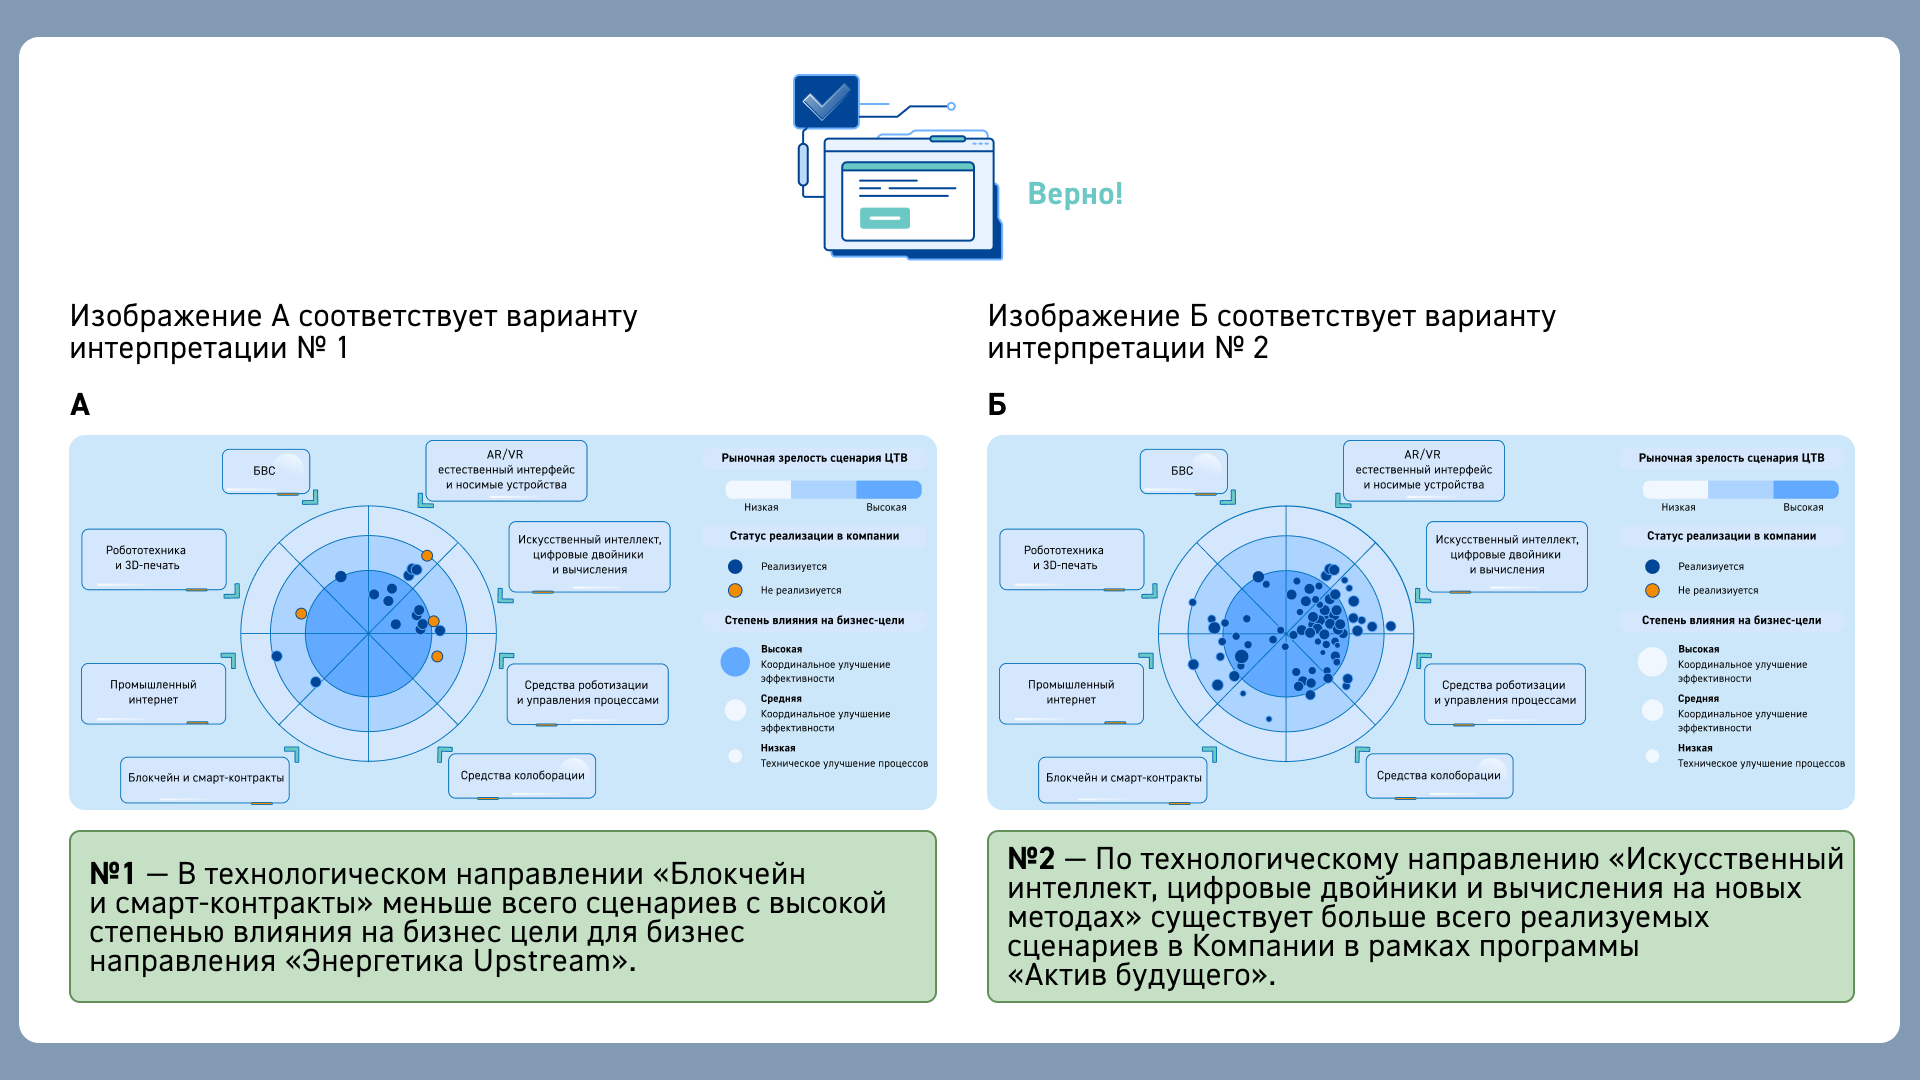 Верно!
Изображение А соответствует варианту
интерпретации № 1
А
БВС
AR/VR
естественный интерфейс
и носимые устройства
Робототехника
и 3D-печать
Искусственный интеллект,
цифровые двойники
и вычисления
Промышленный
интернет
Средства роботизации
и управления процессами
Блокчейн и смарт-контракты
Средства колоборации
Рыночная зрелость сценария ЦТВ
Низкая
Высокая
Статус реализации в компании
Реализиуется
Не реализиуется
Степень влияния на бизнес-цели
Высокая
Координальное улучшение
эффективности
Средняя
Координальное улучшение
эффективности
Низкая
Техническое улучшение процессов
№1 — В технологическом направлении «Блокчейн
и смарт-контракты» меньше всего сценариев с высокой
степенью влияния на бизнес цели для бизнес
направления «Энергетика Upstream».
Изображение Б соответствует варианту
интерпретации № 2
Б
БВС
AR/VR
естественный интерфейс
и носимые устройства
Робототехника
и 3D-печать
Искусственный интеллект,
цифровые двойники
и вычисления
Промышленный
интернет
Средства роботизации
и управления процессами
Блокчейн и смарт-контракты
Средства колоборации
Рыночная зрелость сценария ЦТВ
Низкая
Высокая
Статус реализации в компании
Реализиуется
Не реализиуется
Степень влияния на бизнес-цели
Высокая
Координальное улучшение
эффективности
Средняя
Координальное улучшение
эффективности
Низкая
Техническое улучшение процессов
№2 — По технологическому направлению «Искусственный
интеллект, цифровые двойники и вычисления на новых
методах» существует больше всего реализуемых
сценариев в Компании в рамках программы
«Актив будущего».